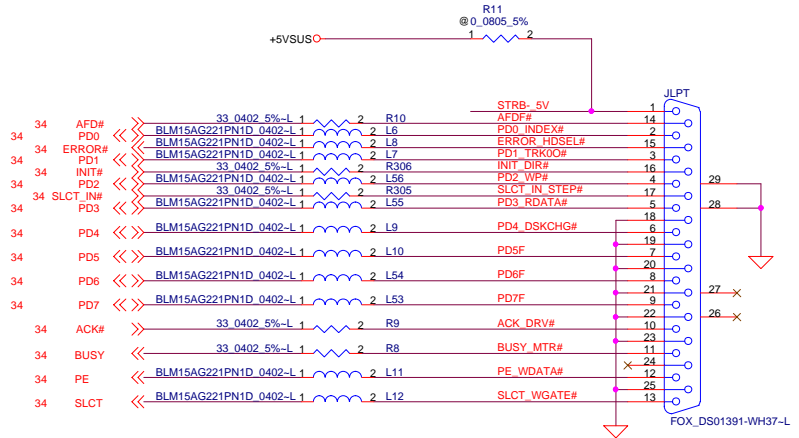 R11
@0_0805_5%
+5VSUS 1 2
JLPT
STRB-_5V 1
34 AFD# 33_0402_5%~L 1 2 R10 AFDF# 14
34 PD0 BLM15AG221PN1D_0402~L 1 2 L6 PD0_INDEX# 2
34 ERROR# BLM15AG221PN1D_0402~L 1 2 L8 ERROR_HDSEL# 15
34 PD1 BLM15AG221PN1D_0402~L 1 2 L7 PD1_TRK0O# 3
34 INIT# 33_0402_5%~L 1 2 R306 INIT_DIR# 16
34 PD2 BLM15AG221PN1D_0402~L 1 2 L56 PD2_WP# 4 29
34 SLCT_IN# 33_0402_5%~L 1 2 R305 SLCT_IN_STEP# 17
34 PD3 BLM15AG221PN1D_0402~L 1 2 L55 PD3_RDATA# 5 28
18
34 PD4 BLM15AG221PN1D_0402~L 1 2 L9 PD4_DSKCHG# 6
19
34 PD5 BLM15AG221PN1D_0402~L 1 2 L10 PD5F 7
20
34 PD6 BLM15AG221PN1D_0402~L 1 2 L54 PD6F 8
21 27
34 PD7 BLM15AG221PN1D_0402~L 1 2 L53 PD7F 9
22 26
34 ACK# 33_0402_5%~L 1 2 R9 ACK_DRV# 10
23
34 BUSY 33_0402_5%~L 1 2 R8 BUSY_MTR# 11
24
34 PE BLM15AG221PN1D_0402~L 1 2 L11 PE_WDATA# 12
25
34 SLCT BLM15AG221PN1D_0402~L 1 2 L12 SLCT_WGATE# 13
FOX_DS01391-WH37~L